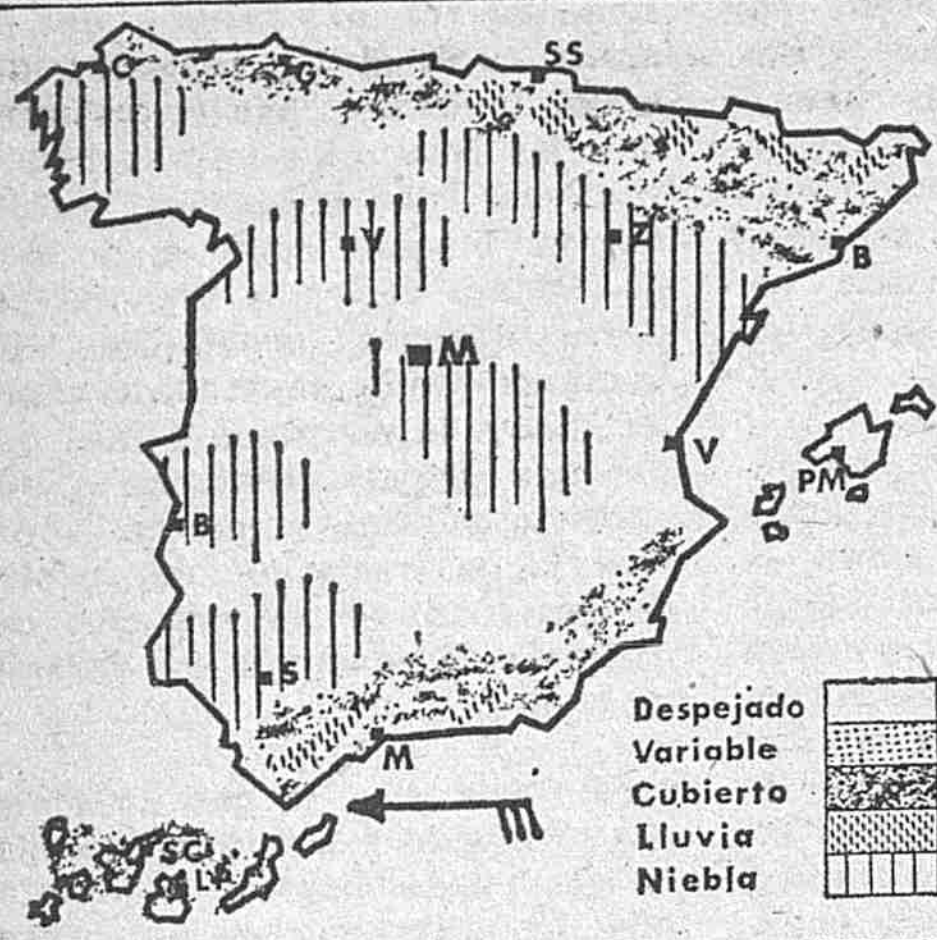 SS
C
G
V
Z
B
M
V
PM
B
S
M
SC
LP
Despejado
Variable
Cubierto
Lluvia
Niebla